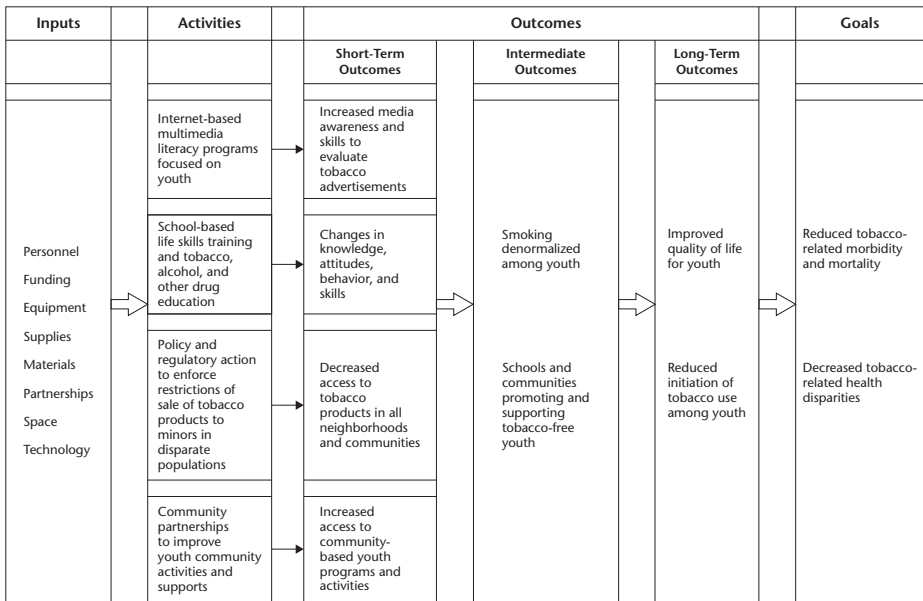 Inputs
Activities
Outcomes
Goals
Short-Term
Outcomes
Intermediate
Outcomes
Long-Term
Outcomes
Personnel
Funding
Equipment
Supplies
Materials
Partnerships
Space
Technology
Internet-based
multimedia
literacy programs
focused on
youth
School-based
life skills training
and tobacco,
alcohol, and
other drug
education
Policy and
regulatory action
to enforce
restrictions of
sale of tobacco
products to
minors in
disparate
populations
Community
partnerships
to improve
youth community
activities and
supports
Increased media
awareness and
skills to
evaluate
tobacco
advertisements
Changes in
knowledge,
attitudes,
behavior, and
skills
Decreased
access to
tobacco
products in all
neighborhoods
and communities
Increased
access to
community-
based youth
programs and
activities
Smoking
denormalized
among youth
Schools and
communities
promoting and
supporting
tobacco-free
youth
Improved
quality of life
for youth
Reduced
initiation of
tobacco use
among youth
Reduced tobacco-
related morbidity
and mortality
Decreased tobacco-
related health
disparities